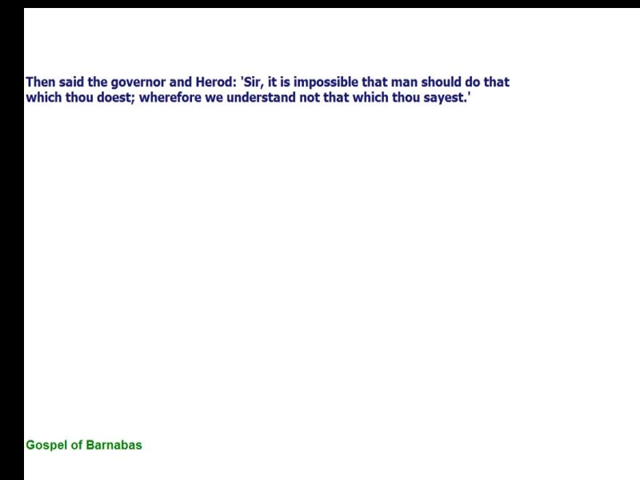 Then said the governor and Herod: 'Sir, it is impossible that man should do that
which thou doest; wherefore we understand not that which thou sayest.'
Gospel of Barnabas